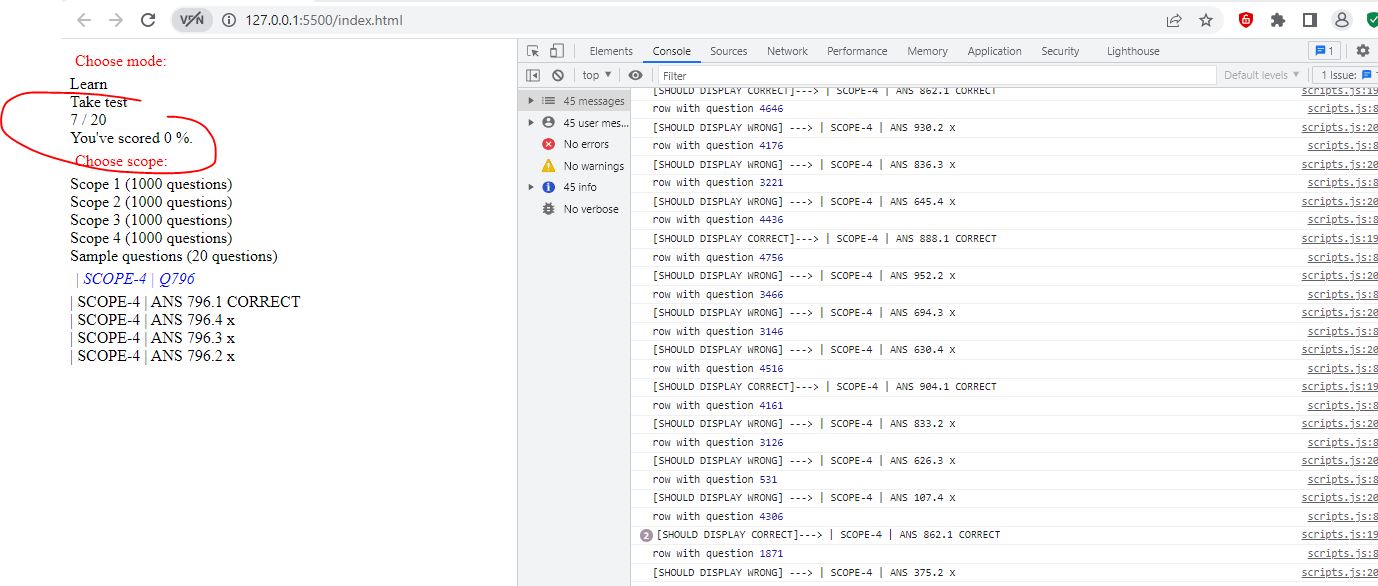 VPN 127.0.0.1:5500/index.html
Choose mode:
Learn
Take test
7 / 20
You've scored 0 %.
Choose scope:
Scope 1 (1000 questions)
Scope 2 (1000 questions)
Scope 3 (1000 questions)
Scope 4 (1000 questions)
Sample questions (20 questions)
| SCOPE-4 | Q796
| SCOPE-4 | ANS 796.1 CORRECT
| SCOPE-4 | ANS 796.4 x
| SCOPE-4 | ANS 796.3 x
| SCOPE-4 | ANS 796.2 x
Elements Console Sources Network Performance Memory Application Security Lighthouse 1
top Filter Default levels 1 Issue:
45 messages
45 user mes...
No errors
No warnings
45 info
No verbose
[SHOULD DISPLAY CORRECT]---> | SCOPE-4 | ANS 862.1 CORRECT scripts.js:19
row with question 4646 scripts.js:8
[SHOULD DISPLAY WRONG] ---> | SCOPE-4 | ANS 930.2 x scripts.js:20
row with question 4176 scripts.js:8
[SHOULD DISPLAY WRONG] ---> | SCOPE-4 | ANS 836.3 x scripts.js:20
row with question 3221 scripts.js:8
[SHOULD DISPLAY WRONG] ---> | SCOPE-4 | ANS 645.4 x scripts.js:20
row with question 4436 scripts.js:8
[SHOULD DISPLAY CORRECT]---> | SCOPE-4 | ANS 888.1 CORRECT scripts.js:19
row with question 4756 scripts.js:8
[SHOULD DISPLAY WRONG] ---> | SCOPE-4 | ANS 952.2 x scripts.js:20
row with question 3466 scripts.js:8
[SHOULD DISPLAY WRONG] ---> | SCOPE-4 | ANS 694.3 x scripts.js:20
row with question 3146 scripts.js:8
[SHOULD DISPLAY WRONG] ---> | SCOPE-4 | ANS 630.4 x scripts.js:20
row with question 4516 scripts.js:8
[SHOULD DISPLAY CORRECT]---> | SCOPE-4 | ANS 904.1 CORRECT scripts.js:19
row with question 4161 scripts.js:8
[SHOULD DISPLAY WRONG] ---> | SCOPE-4 | ANS 833.2 x scripts.js:20
row with question 3126 scripts.js:8
[SHOULD DISPLAY WRONG] ---> | SCOPE-4 | ANS 626.3 x scripts.js:20
row with question 531 scripts.js:8
[SHOULD DISPLAY WRONG] ---> | SCOPE-4 | ANS 107.4 x scripts.js:20
row with question 4306 scripts.js:8
2 [SHOULD DISPLAY CORRECT]---> | SCOPE-4 | ANS 862.1 CORRECT scripts.js:19
row with question 1871 scripts.js:8
[SHOULD DISPLAY WRONG] ---> | SCOPE-4 | ANS 375.2 x scripts.js:20